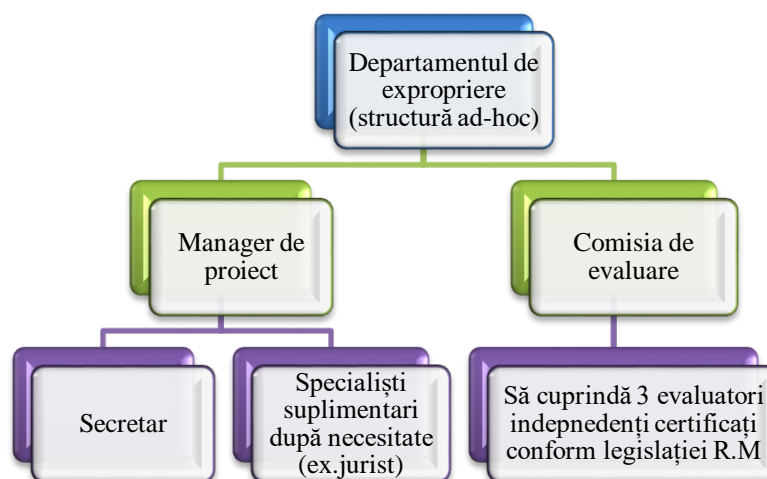 Departamentul de
expropriere
(structură ad-hoc)
Manager de
proiect
Comisia de
evaluare
Secretar
Specialiști
suplimentari
după necesitate
(ex.jurist)
Să cuprindă 3 evaluatori
indepnedenți certificați
conform legislației R.M